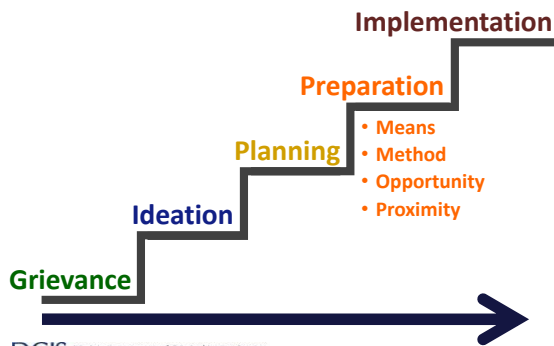 Implementation
Preparation
• Means
• Method
• Opportunity
• Proximity
Planning
Ideation
Grievance